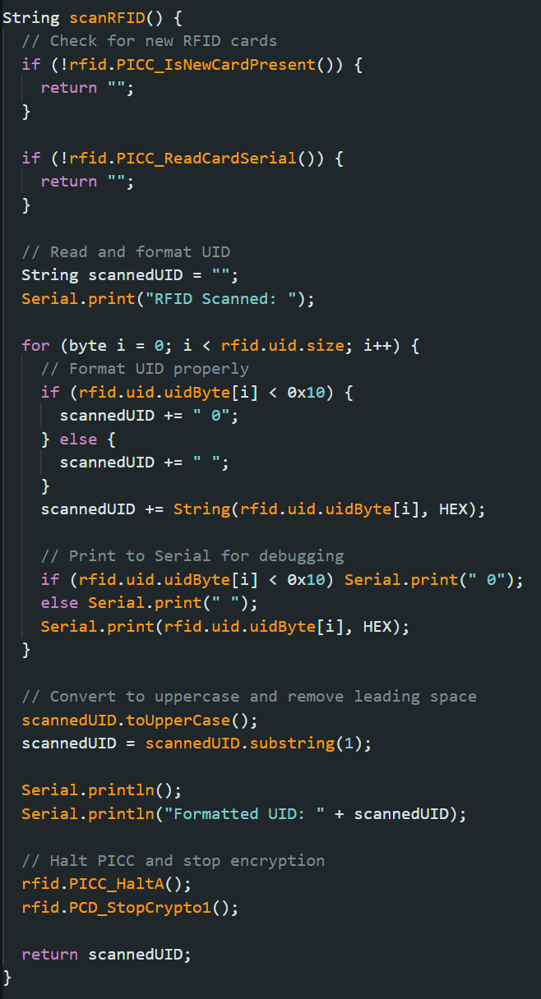 String scanRFID() {
  // Check for new RFID cards
  if (!rfid.PICC_IsNewCardPresent()) {
    return "";
  }

  if (!rfid.PICC_ReadCardSerial()) {
    return "";
  }

  // Read and format UID
  String scannedUID = "";
  Serial.print("RFID Scanned: ");

  for (byte i = 0; i < rfid.uid.size; i++) {
    // Format UID properly
    if (rfid.uid.uidByte[i] < 0x10) {
      scannedUID += " 0";
    } else {
      scannedUID += " ";
    }
    scannedUID += String(rfid.uid.uidByte[i], HEX);

    // Print to Serial for debugging
    if (rfid.uid.uidByte[i] < 0x10) Serial.print(" 0");
    else Serial.print(" ");
    Serial.print(rfid.uid.uidByte[i], HEX);
  }

  // Convert to uppercase and remove leading space
  scannedUID.toUpperCase();
  scannedUID = scannedUID.substring(1);

  Serial.println();
  Serial.println("Formatted UID: " + scannedUID);

  // Halt PICC and stop encryption
  rfid.PICC_HaltA();
  rfid.PCD_StopCrypto1();

  return scannedUID;
}